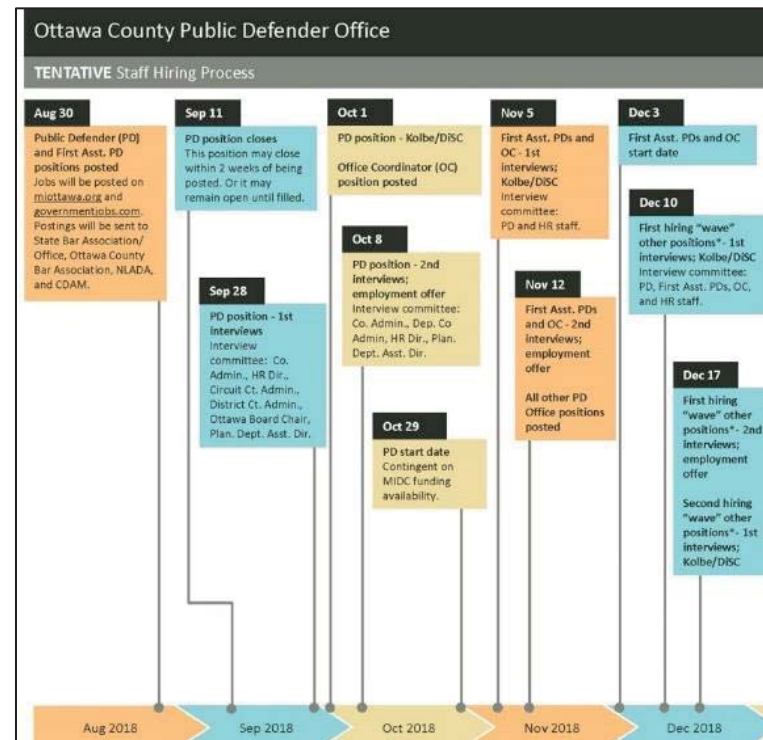 Ottawa County Public Defender Office
TENTATIVE Staff Hiring Process
Aug 30
Public Defender (PD)
and First Asst. PD
positions posted
Jobs will be posted on
miottawa.org and
governmentjobs.com.
Postings will be sent to
State Bar Association/
Office, Ottawa County
Bar Association, NLADA,
and CDAM.
Sep 11
PD position closes
This position may close
within 2 weeks of being
posted. Or it may
remain open until filled.
Sep 28
PD position - 1st
interviews
Interview
committee: Co.
Admin., HR Dir.,
Circuit Ct. Admin.,
District Ct. Admin.,
Ottawa Board Chair,
Plan. Dept. Asst. Dir.
Oct 1
PD position - Kolbe/DiSC
Office Coordinator (OC)
position posted
Oct 8
PD position - 2nd
interviews;
employment offer
Interview committee:
Co. Admin., Dep. Co
Admin, HR Dir., Plan.
Dept. Asst. Dir.
Oct 29
PD start date
Contingent on
MIDC funding
availability.
Nov 5
First Asst. PDs and
OC - 1st
interviews;
Kolbe/DiSC
Interview
committee:
PD and HR staff.
Nov 12
First Asst. PDs
and OC - 2nd
interviews;
employment
offer
All other PD
Office positions
posted
Dec 3
First Asst. PDs and OC
start date
Dec 10
First hiring "wave"
other positions*- 1st
interviews; Kolbe/DiSC
Interview committee:
PD, First Asst. PDs, OC,
and HR staff.
Dec 17
First hiring
"wave" other
positions*- 2nd
interviews;
employment
offer
Second hiring
"wave" other
positions*- 1st
interviews;
Kolbe/DiSC
Aug 2018
Sep 2018
Oct 2018
Nov 2018
Dec 2018